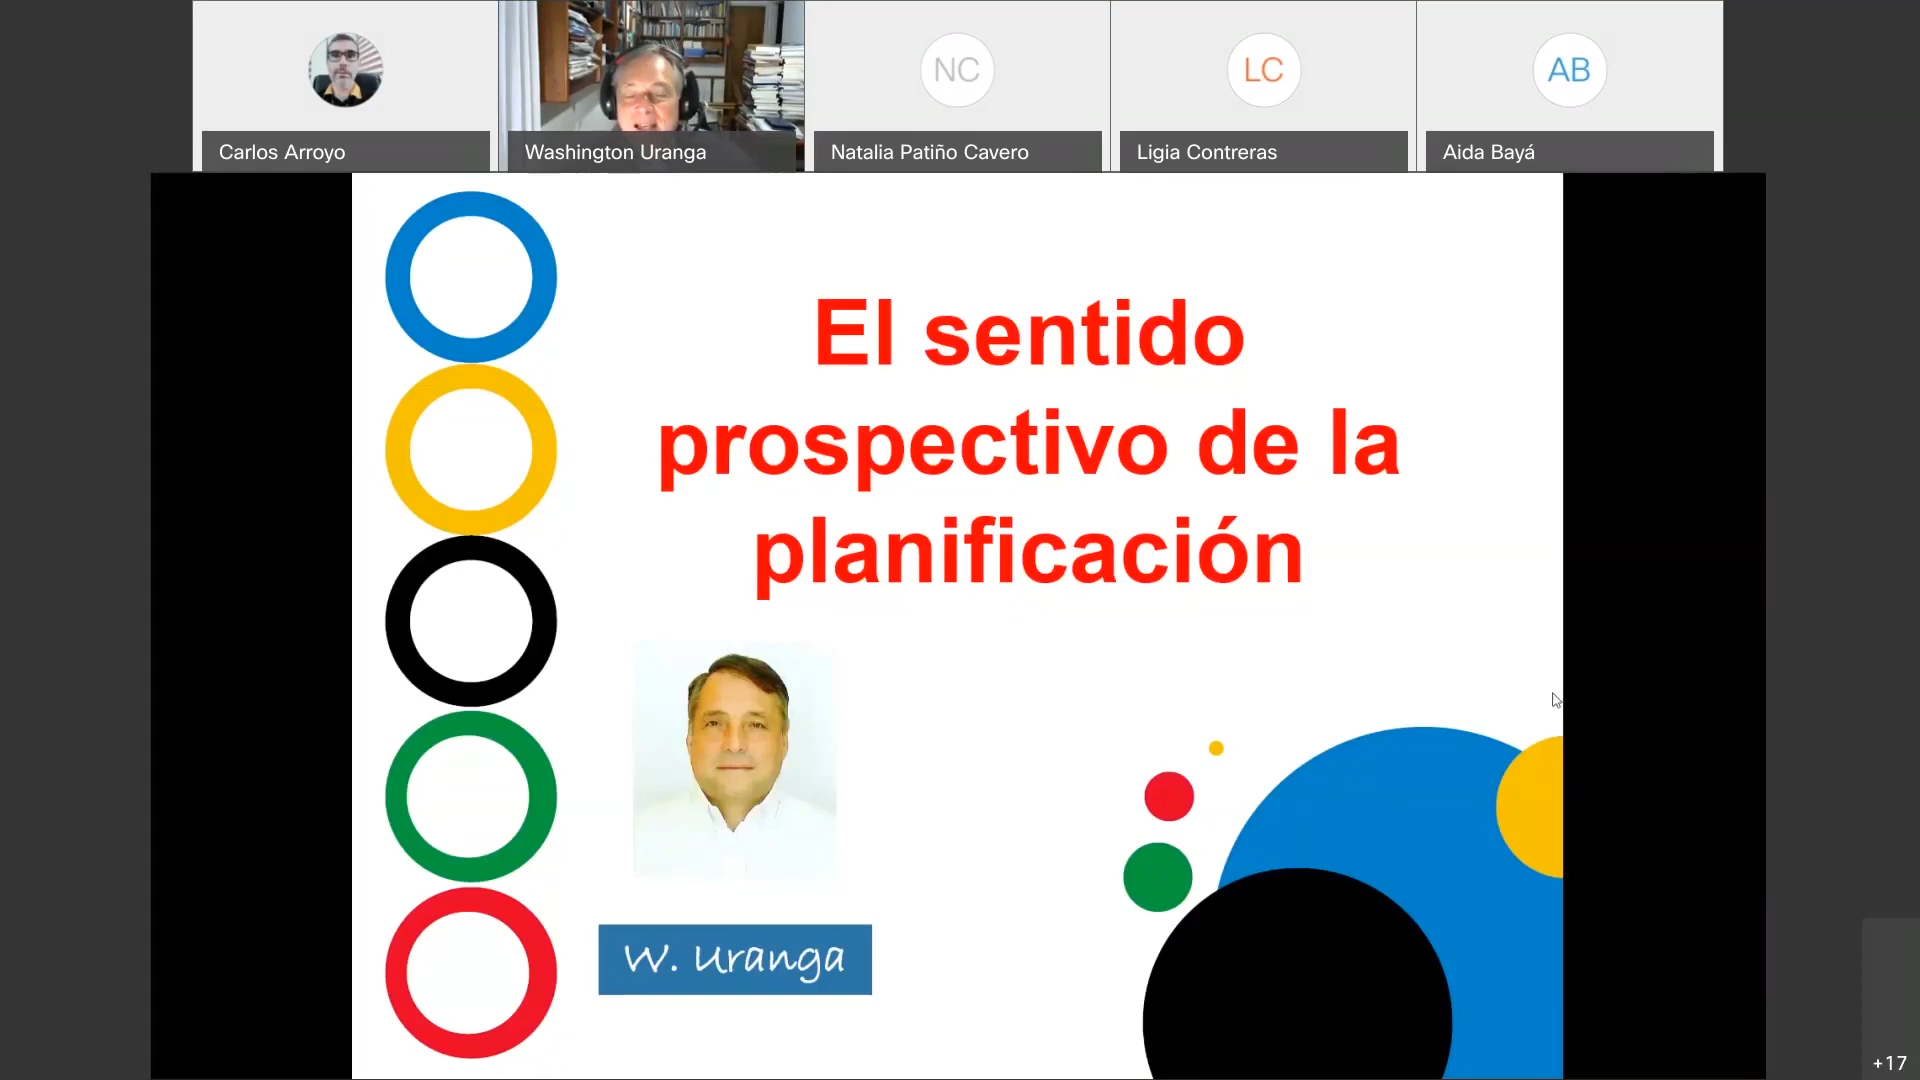 NC
LC
AB
Carlos Arroyo
Washington Uranga
Natalia Patiño Cavero
Ligia Contreras
Aida Bayá
El sentido
prospectivo de la
planificación
W. Uranga
+17